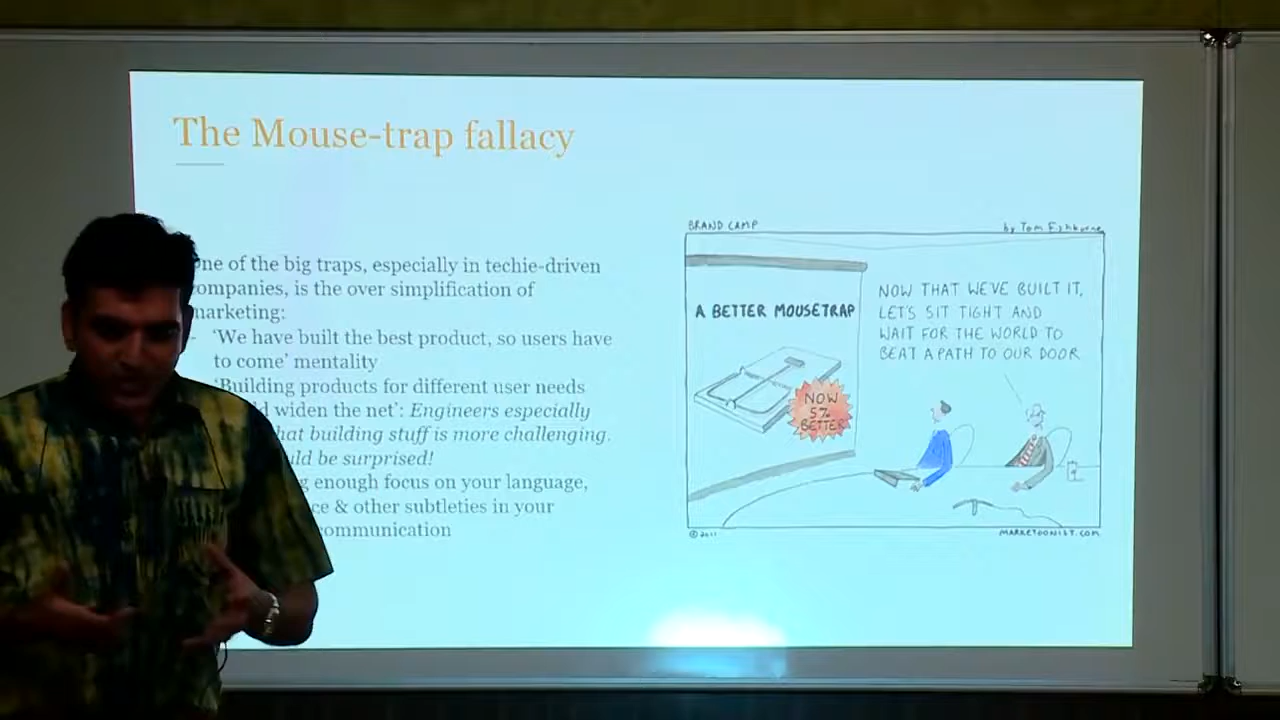 The Mouse-trap fallacy
ne of the big traps, especially in techie-driven
ompanies, is the over simplification of
marketing:
- 'We have built the best product, so users have
to come' mentality
'Building products for different user needs
widen the net': Engineers especially
hat building stuff is more challenging.
ld be surprised!
enough focus on your language,
ce & other subtleties in your
ommunication
BRAND CAMP
by Tom Fishburne
A BETTER MOUSETRAP
NOW
5%
BETTER
NOW THAT WE'VE BUILT IT,
LET'S SIT TIGHT AND
WAIT FOR THE WORLD TO
BEAT A PATH TO OUR DOOR
© 2011
MARKETOONIST.COM